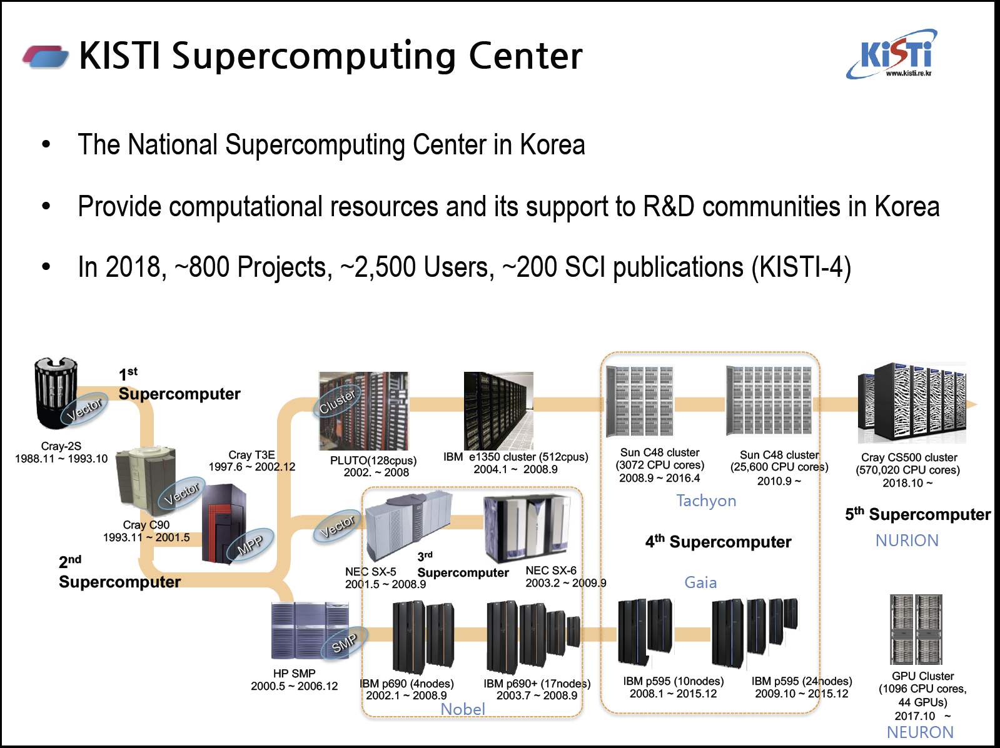 KISTI Supercomputing Center
KiSTi
www.kisti.re.kr
• The National Supercomputing Center in Korea
• Provide computational resources and its support to R&D communities in Korea
• In 2018, ~800 Projects, ~2,500 Users, ~200 SCI publications (KISTI-4)
1st
Supercomputer
Vector
Cray-2S
1988.11 ~ 1993.10
Vector
Cray C90
1993.11 ~ 2001.5
Cray T3E
1997.6 ~ 2002.12
MPP
2nd
Supercomputer
Cluster
PLUTO(128cpus)
2002. ~ 2008
IBM e1350 cluster (512cpus)
2004.1 ~ 2008.9
Sun C48 cluster
(3072 CPU cores)
2008.9 ~ 2016.4
Sun C48 cluster
(25,600 CPU cores)
2010.9 ~
Tachyon
Cray CS500 cluster
(570,020 CPU cores)
2018.10 ~
5th Supercomputer
NURION
Vector
NEC SX-5
2001.5 ~ 2008.9
3rd
Supercomputer
NEC SX-6
2003.2 ~ 2009.9
4th Supercomputer
Gaia
SMP
HP SMP
2000.5 ~ 2006.12
IBM p690 (4nodes)
2002.1 ~ 2008.9
IBM p690+ (17nodes)
2003.7 ~ 2008.9
Nobel
IBM p595 (10nodes)
2008.1 ~ 2015.12
IBM p595 (24nodes)
2009.10 ~ 2015.12
GPU Cluster
(1096 CPU cores,
44 GPUs)
2017.10 ~
NEURON